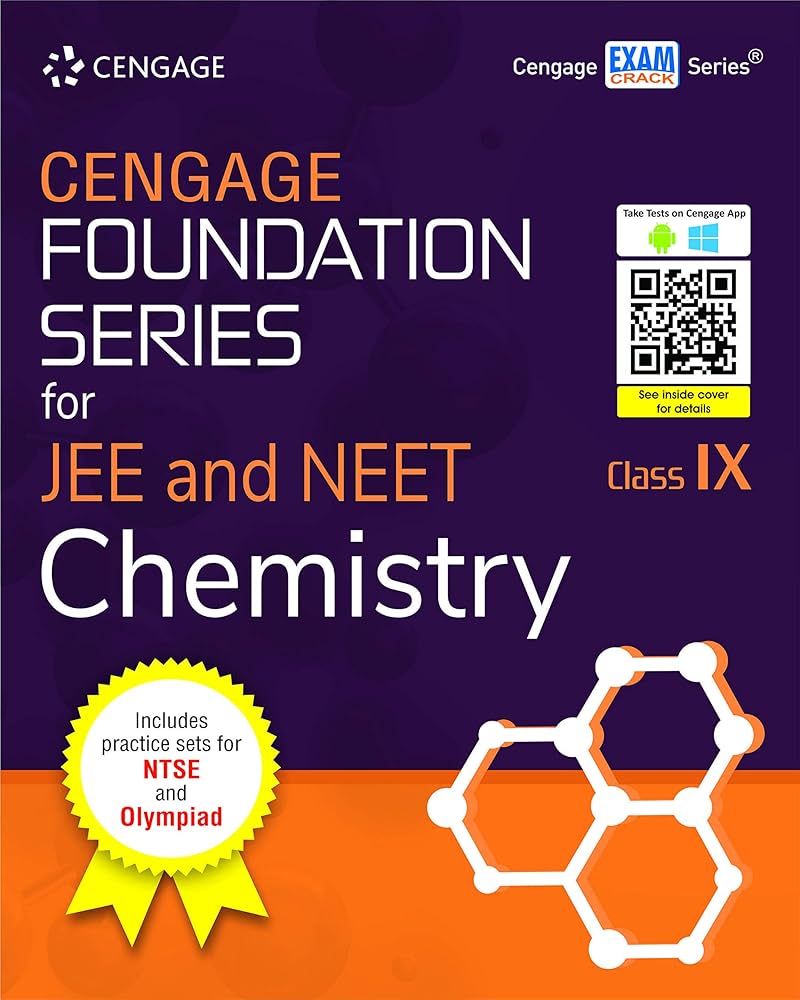 CENGAGE
Cengage EXAM CRACK Series®
CENGAGE
FOUNDATION
SERIES
for
JEE and NEET
Chemistry
Take Tests on Cengage App
See inside cover
for details
Class IX
Includes
practice sets for
NTSE
and
Olympiad